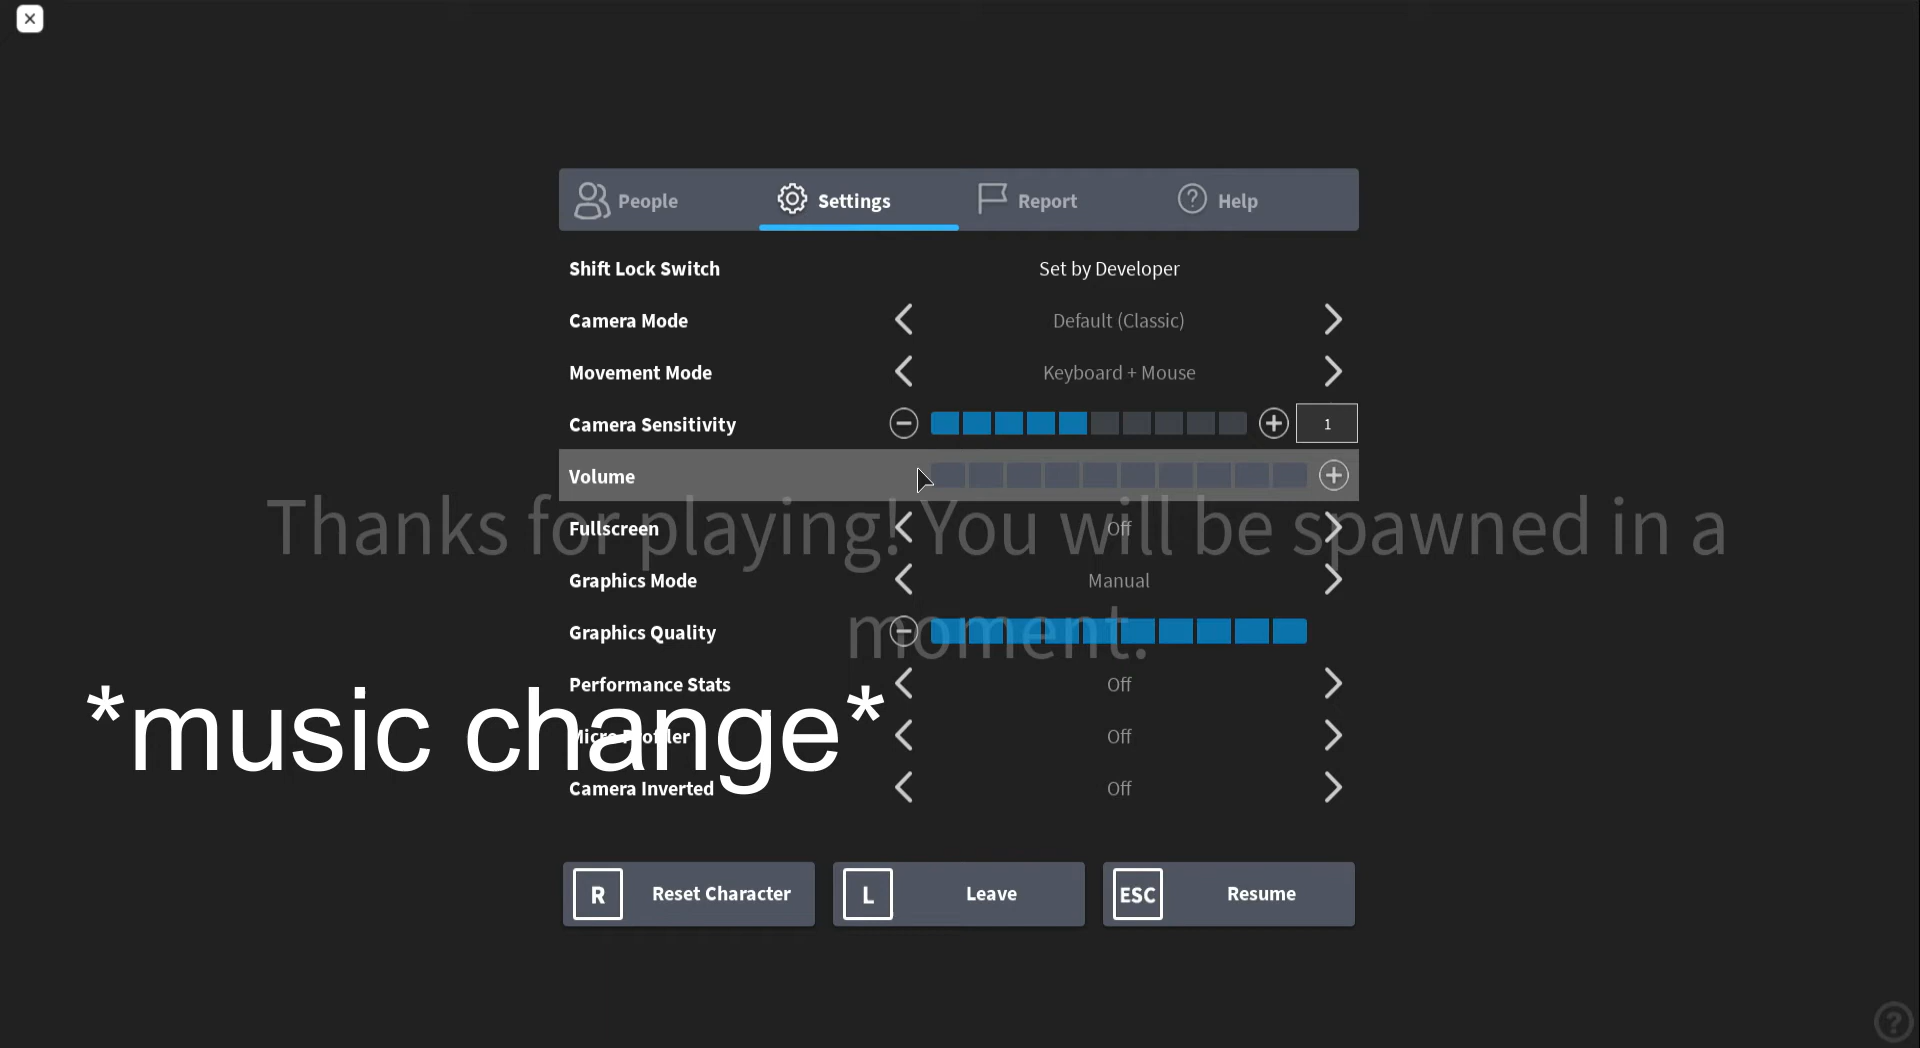 People
Settings
Report
Help
Shift Lock Switch
Set by Developer
Camera Mode
Default (Classic)
Movement Mode
Keyboard + Mouse
Camera Sensitivity
1
Volume
Thanks for playing! You will be spawned in a
moment.
Fullscreen
Off
Graphics Mode
Manual
Graphics Quality
Performance Stats
Off
*music change*
Micro Profiler
Off
Camera Inverted
Off
R
Reset Character
L
Leave
ESC
Resume